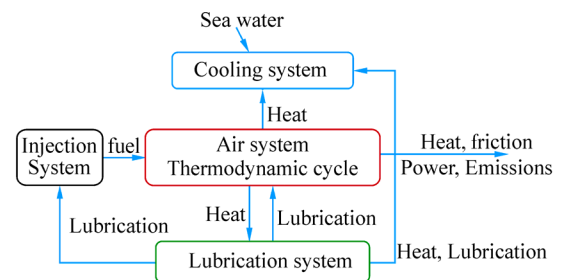 Sea water
Cooling system
Heat
Injection
System
fuel
Air system
Thermodynamic cycle
Heat, friction
Power, Emissions
Lubrication
Heat
Lubrication
Lubrication system
Heat, Lubrication